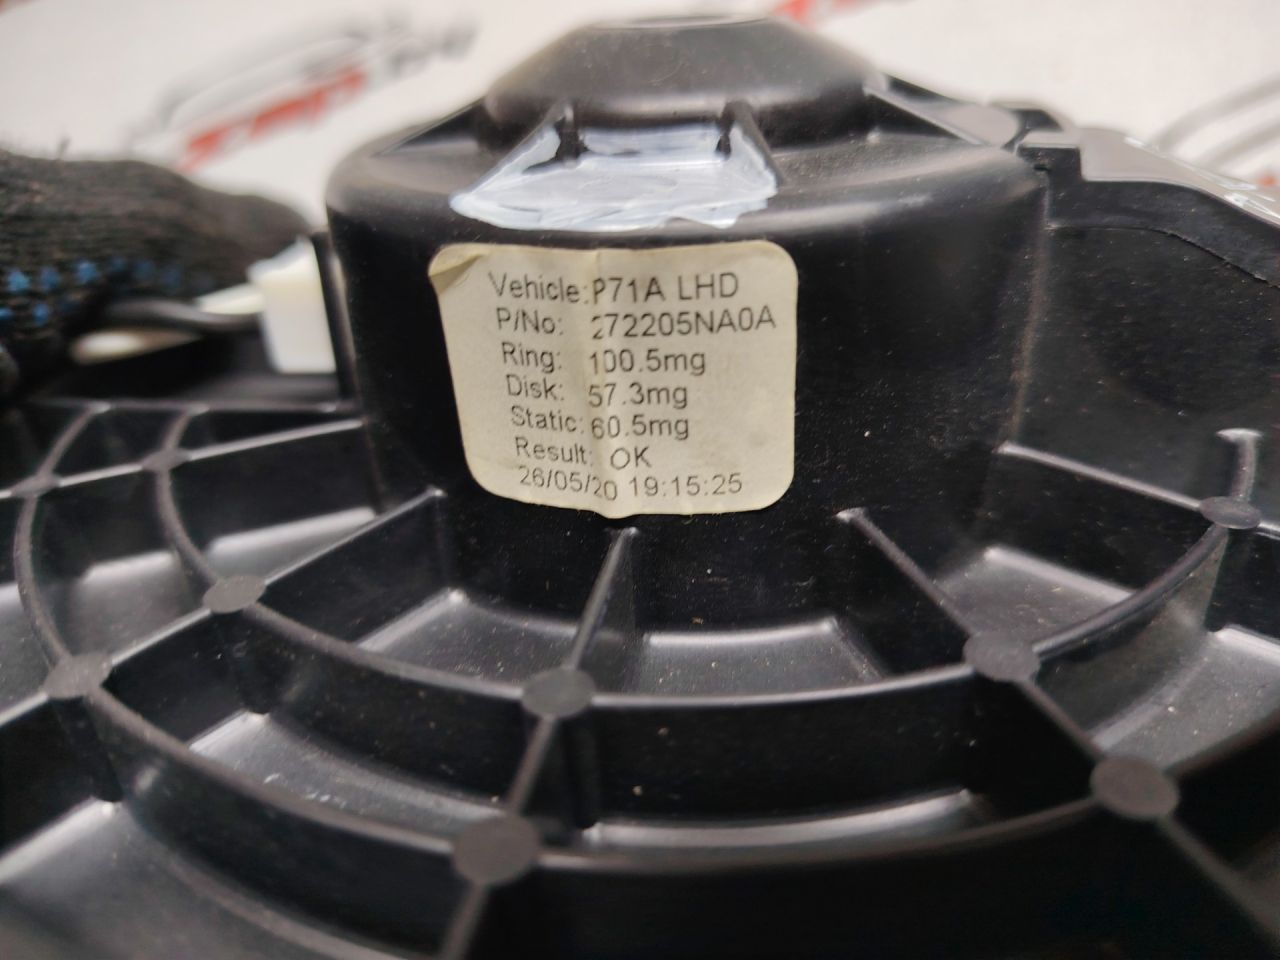 Vehicle:P71A LHD
P/No: 272205NA0A
Ring: 100.5mg
Disk: 57.3mg
Static: 60.5mg
Result: OK
26/05/20 19:15:25